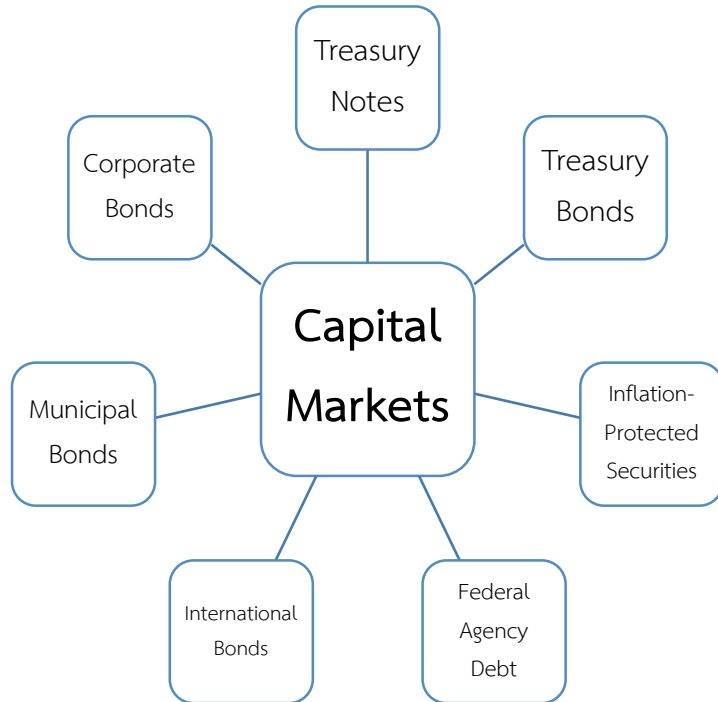 Treasury
Notes
Treasury
Bonds
Inflation-
Protected
Securities
Federal
Agency
Debt
International
Bonds
Municipal
Bonds
Corporate
Bonds
Capital
Markets